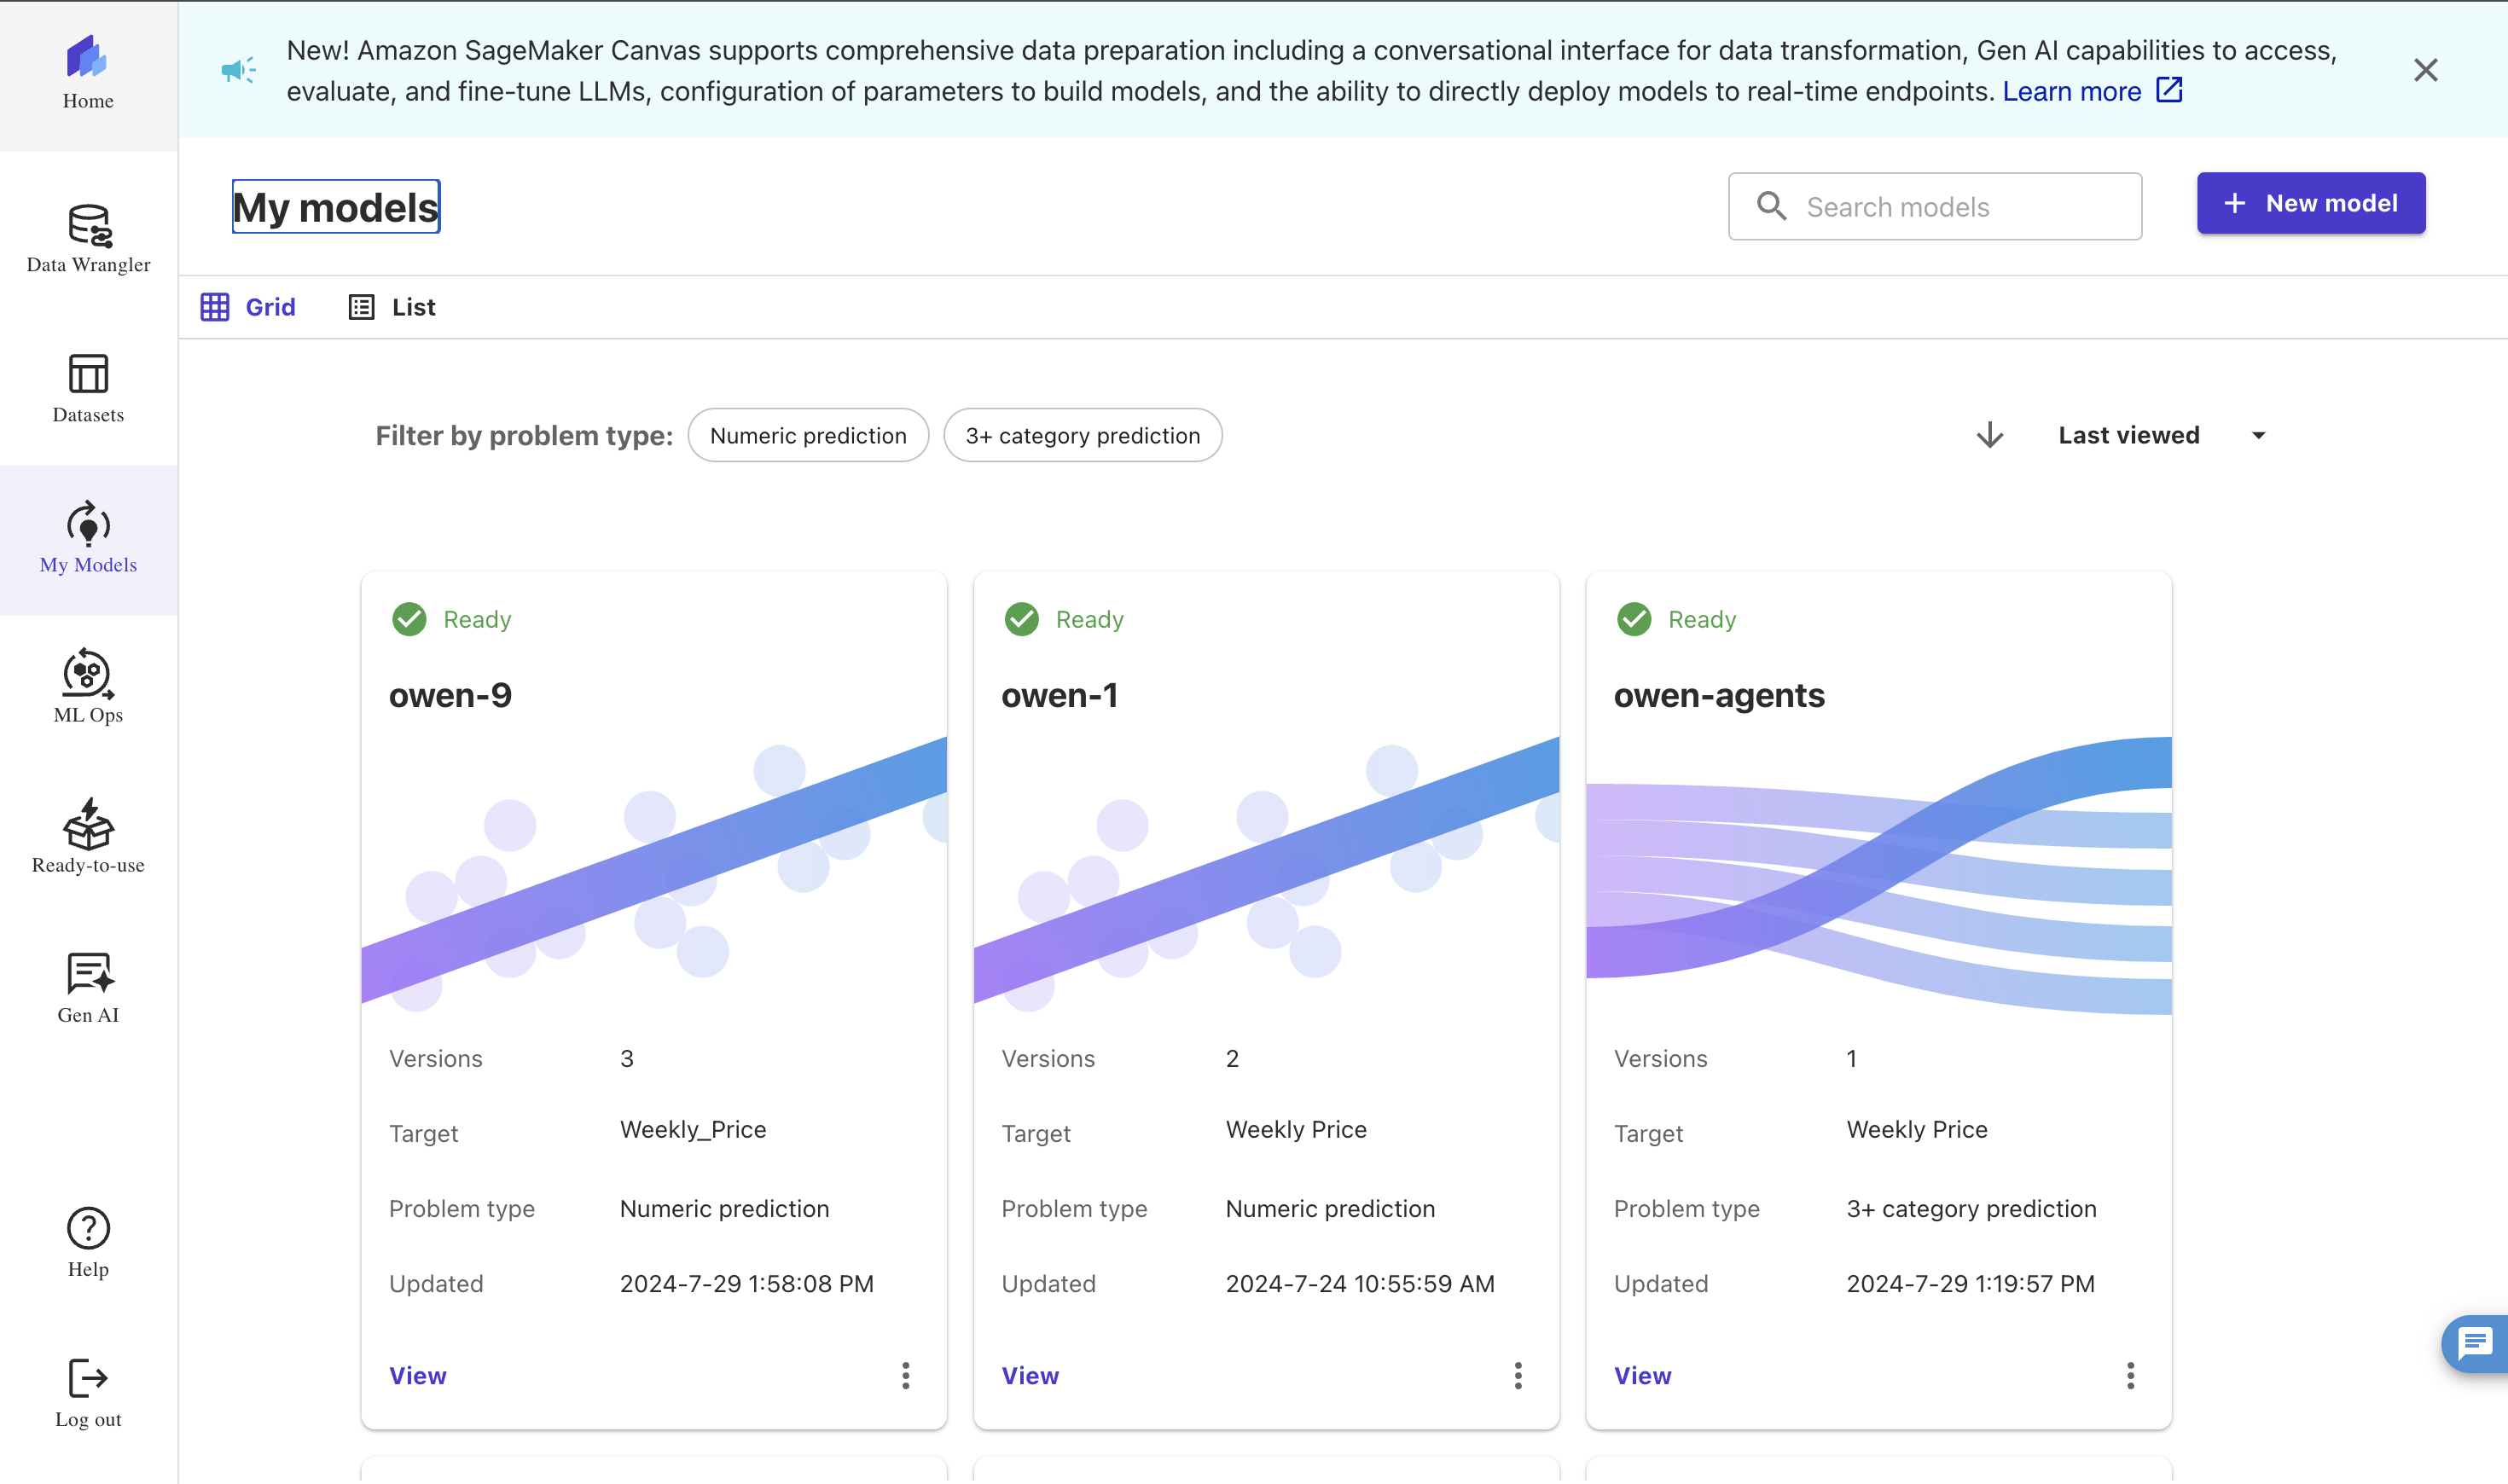 Home
Data Wrangler
Datasets
My Models
ML Ops
Ready-to-use
Gen AI
Help
Log out
New! Amazon SageMaker Canvas supports comprehensive data preparation including a conversational interface for data transformation, Gen AI capabilities to access,
evaluate, and fine-tune LLMs, configuration of parameters to build models, and the ability to directly deploy models to real-time endpoints. Learn more
My models
Search models
+ New model
Grid
List
Filter by problem type:
Numeric prediction
3+ category prediction
Last viewed
Ready
owen-9
Versions 3
Target Weekly_Price
Problem type Numeric prediction
Updated 2024-7-29 1:58:08 PM
View
Ready
owen-1
Versions 2
Target Weekly Price
Problem type Numeric prediction
Updated 2024-7-24 10:55:59 AM
View
Ready
owen-agents
Versions 1
Target Weekly Price
Problem type 3+ category prediction
Updated 2024-7-29 1:19:57 PM
View